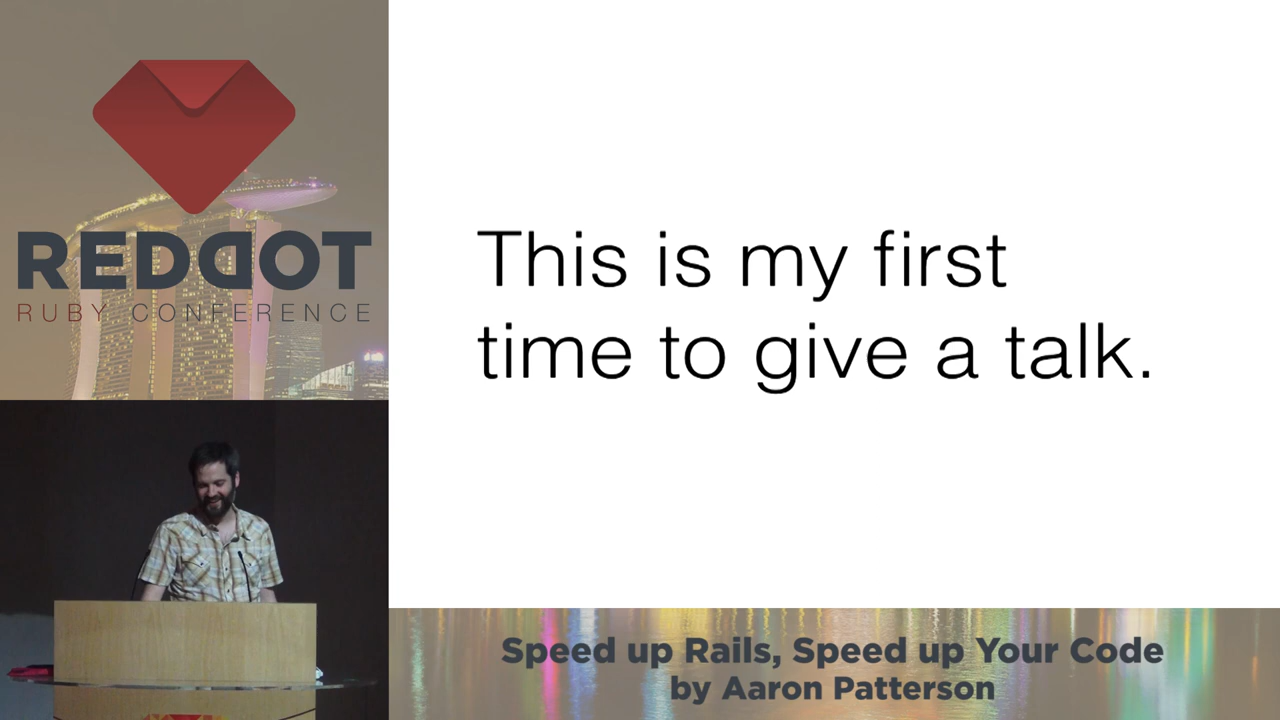 REDDOT
RUBY CONFERENCE
This is my first
time to give a talk.
Speed up Rails, Speed up Your Code
by Aaron Patterson